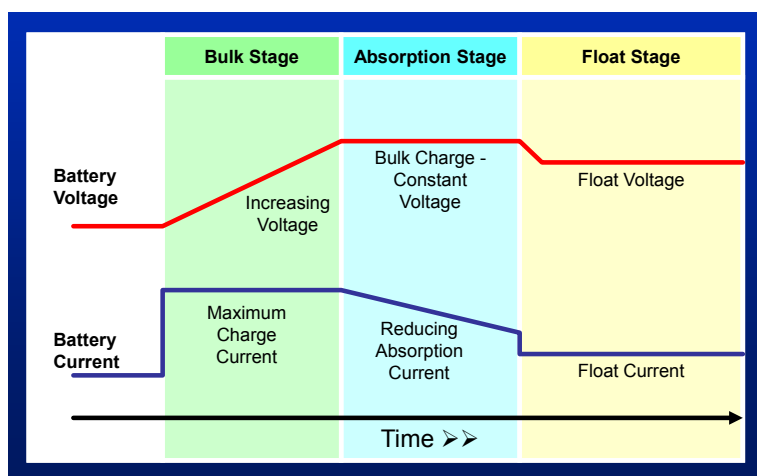 Bulk Stage
Absorption Stage
Float Stage
Battery
Voltage
Increasing
Voltage
Bulk Charge -
Constant
Voltage
Float Voltage
Battery
Current
Maximum
Charge
Current
Reducing
Absorption
Current
Float Current
Time ➢➢